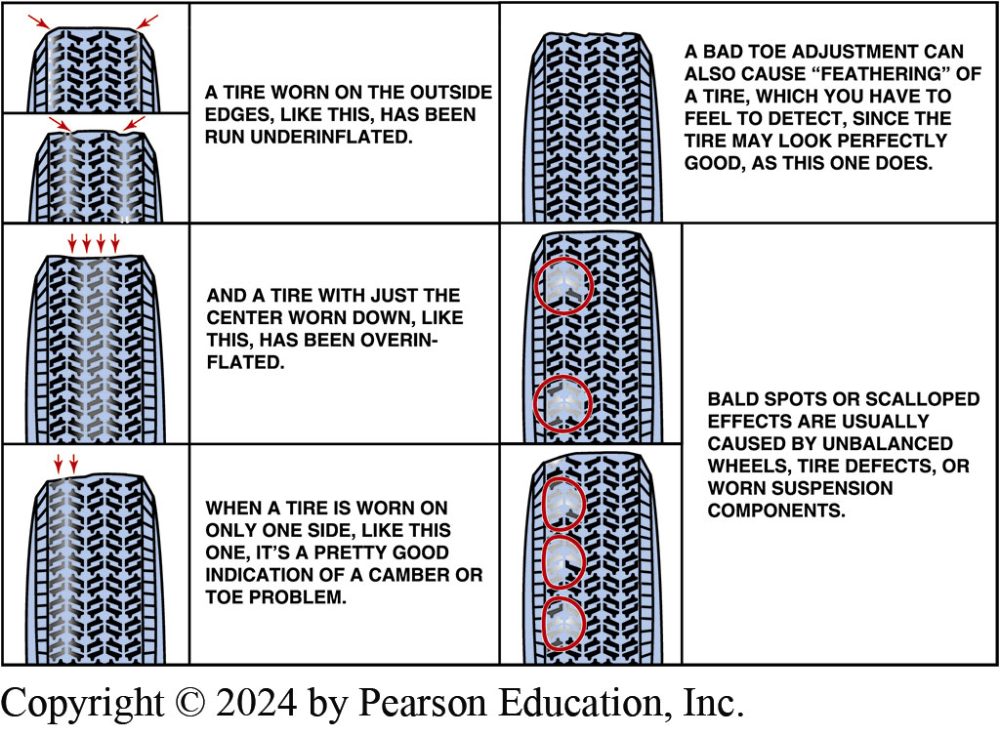 A TIRE WORN ON THE OUTSIDE
EDGES, LIKE THIS, HAS BEEN
RUN UNDERINFLATED.
AND A TIRE WITH JUST THE
CENTER WORN DOWN, LIKE
THIS, HAS BEEN OVERIN-
FLATED.
WHEN A TIRE IS WORN ON
ONLY ONE SIDE, LIKE THIS
ONE, IT’S A PRETTY GOOD
INDICATION OF A CAMBER OR
TOE PROBLEM.
A BAD TOE ADJUSTMENT CAN
ALSO CAUSE “FEATHERING” OF
A TIRE, WHICH YOU HAVE TO
FEEL TO DETECT, SINCE THE
TIRE MAY LOOK PERFECTLY
GOOD, AS THIS ONE DOES.
BALD SPOTS OR SCALLOPED
EFFECTS ARE USUALLY
CAUSED BY UNBALANCED
WHEELS, TIRE DEFECTS, OR
WORN SUSPENSION
COMPONENTS.
Copyright © 2024 by Pearson Education, Inc.